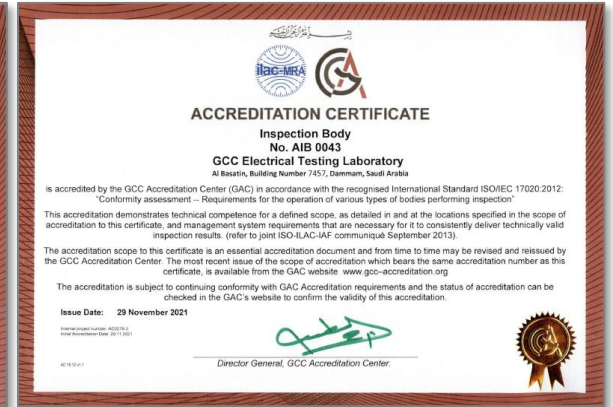 ilac-MRA
ACCREDITATION CERTIFICATE
Inspection Body
No. AIB 0043
GCC Electrical Testing Laboratory
Al Basatin, Building Number 7457, Dammam, Saudi Arabia
is accredited by the GCC Accreditation Center (GAC) in accordance with the recognised International Standard ISO/IEC 17020:2012:
"Conformity assessment -- Requirements for the operation of various types of bodies performing inspection"
This accreditation demonstrates technical competence for a defined scope, as detailed in and at the locations specified in the scope of
accreditation to this certificate, and management system requirements that are necessary for it to consistently deliver technically valid
inspection results. (refer to joint ISO-ILAC-IAF communiqué September 2013).
The accreditation scope to this certificate is an essential accreditation document and from time to time may be revised and reissued by
the GCC Accreditation Center. The most recent issue of the scope of accreditation which bears the same accreditation number as this
certificate, is available from the GAC website www.gcc–accreditation.org
The accreditation is subject to continuing conformity with GAC Accreditation requirements and the status of accreditation can be
checked in the GAC's website to confirm the validity of this accreditation.
Issue Date: 29 November 2021
Initial Accreditation Date: 29.11.2021
Director General, GCC Accreditation Center.